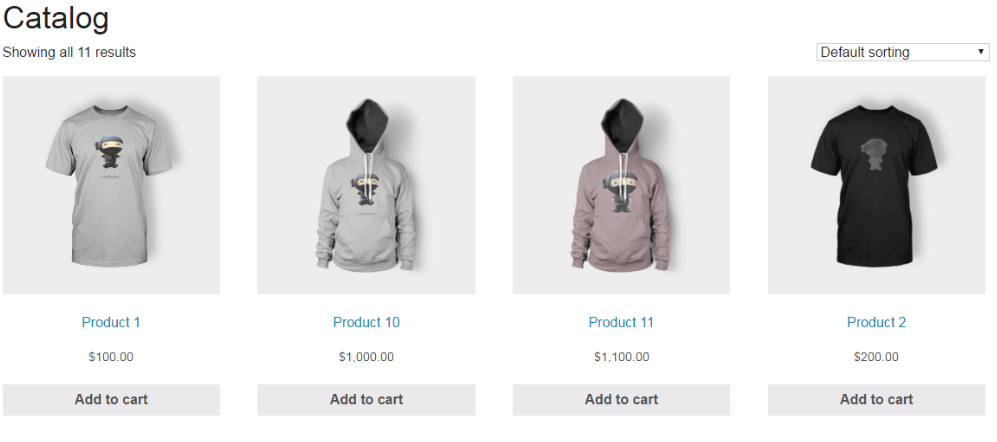 Catalog
Showing all 11 results
Default sorting
Product 1
Product 10
Product 11
Product 2
$100.00
$1,000.00
$1,100.00
$200.00
Add to cart
Add to cart
Add to cart
Add to cart